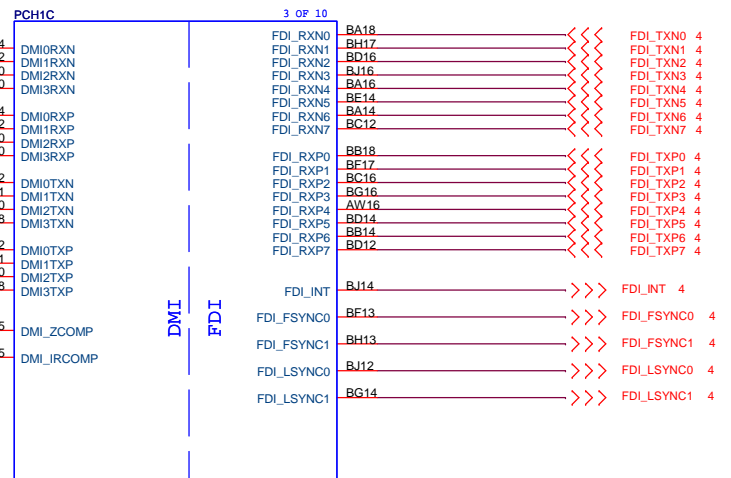 PCH1C 3 OF 10
DMI0RXN
DMI1RXN
DMI2RXN
DMI3RXN
DMI0RXP
DMI1RXP
DMI2RXP
DMI3RXP
DMI0TXN
DMI1TXN
DMI2TXN
DMI3TXN
DMI0TXP
DMI1TXP
DMI2TXP
DMI3TXP
DMI_ZCOMP
DMI_IRCOMP
DMI
FDI
FDI_RXN0 BA18 FDI_TXN0 4
FDI_RXN1 BH17 FDI_TXN1 4
FDI_RXN2 BD16 FDI_TXN2 4
FDI_RXN3 BJ16 FDI_TXN3 4
FDI_RXN4 BA16 FDI_TXN4 4
FDI_RXN5 BE14 FDI_TXN5 4
FDI_RXN6 BA14 FDI_TXN6 4
FDI_RXN7 BC12 FDI_TXN7 4
FDI_RXP0 BB18 FDI_TXP0 4
FDI_RXP1 BF17 FDI_TXP1 4
FDI_RXP2 BC16 FDI_TXP2 4
FDI_RXP3 BG16 FDI_TXP3 4
FDI_RXP4 AW16 FDI_TXP4 4
FDI_RXP5 BD14 FDI_TXP5 4
FDI_RXP6 BB14 FDI_TXP6 4
FDI_RXP7 BD12 FDI_TXP7 4
FDI_INT BJ14 FDI_INT 4
FDI_FSYNC0 BF13 FDI_FSYNC0 4
FDI_FSYNC1 BH13 FDI_FSYNC1 4
FDI_LSYNC0 BJ12 FDI_LSYNC0 4
FDI_LSYNC1 BG14 FDI_LSYNC1 4